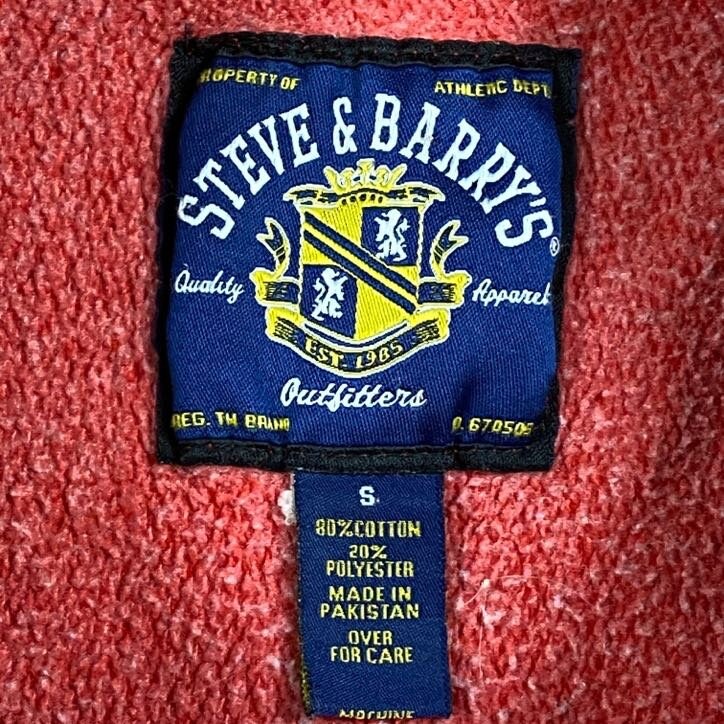 PROPERTY OF ATHLETIC DEPT.
STEVE & BARRY'S ®
Quality Apparel
EST. 1985
Outfitters
REG. TM BRAND
S.
80% COTTON
20%
POLYESTER
MADE IN
PAKISTAN
OVER
FOR CARE
MACHINE